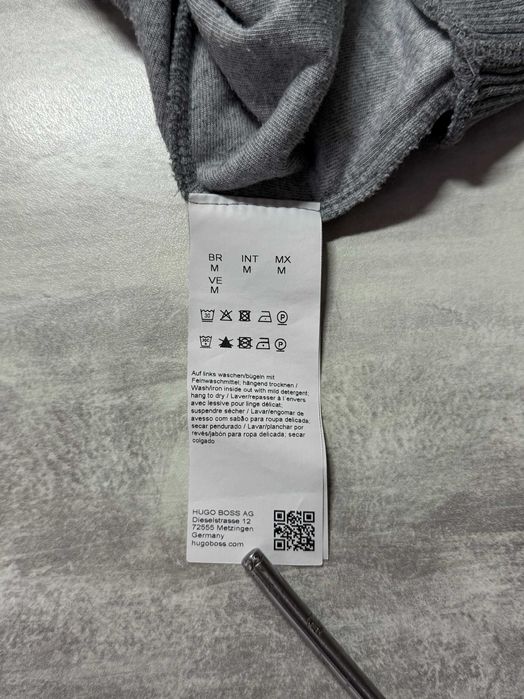 BR INT MX
M M M
VE
M
30 P
30C P
Auf links waschen/bügeln mit
Feinwaschmittel; hängend trocknen /
Wash/iron inside out with mild detergent;
hang to dry / Laver/repasser à l´envers
avec lessive pour linge délicat;
suspendre sécher / Lavar/engomar de
avesso com sabão para roupa delicada;
secar pendurado / Lavar/planchar por
revés/jabón para ropa delicada; secar
colgado
HUGO BOSS AG
Dieselstrasse 12
72555 Metzingen
Germany
hugoboss.com